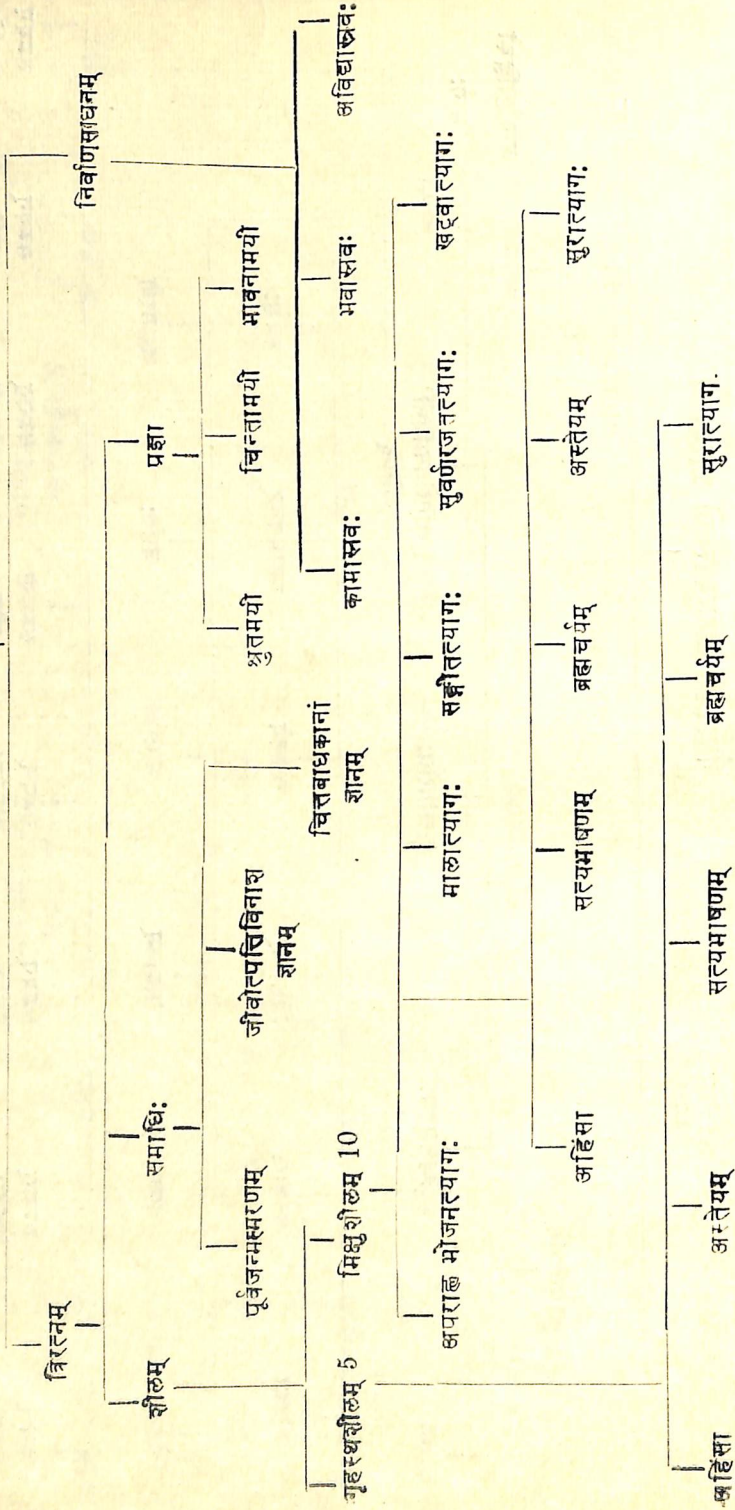 त्रिरत्नम् निर्वाणसाधनम्
शीलम् समाधिः प्रज्ञा
पूर्वजन्मस्मरणम् जीवोत्पत्तिविनाश चित्तबाधकानां श्रुतमयी चिन्तामयी भावनामयी
ज्ञानम् ज्ञानम्
गृहस्थशीलम् 5 भिक्षुशीलम् 10 कामास्रवः भवास्रवः अविद्यास्रवः
अपराह्ण भोजनत्यागः मालात्यागः सङ्गीतत्यागः सुवर्णरजतत्यागः खट्वात्यागः
अहिंसा सत्यभाषणम् ब्रह्मचर्यम् अस्तेयम् सुरात्यागः
अहिंसा अस्तेयम् सत्यभाषणम् ब्रह्मचर्यम् सुरात्याग.